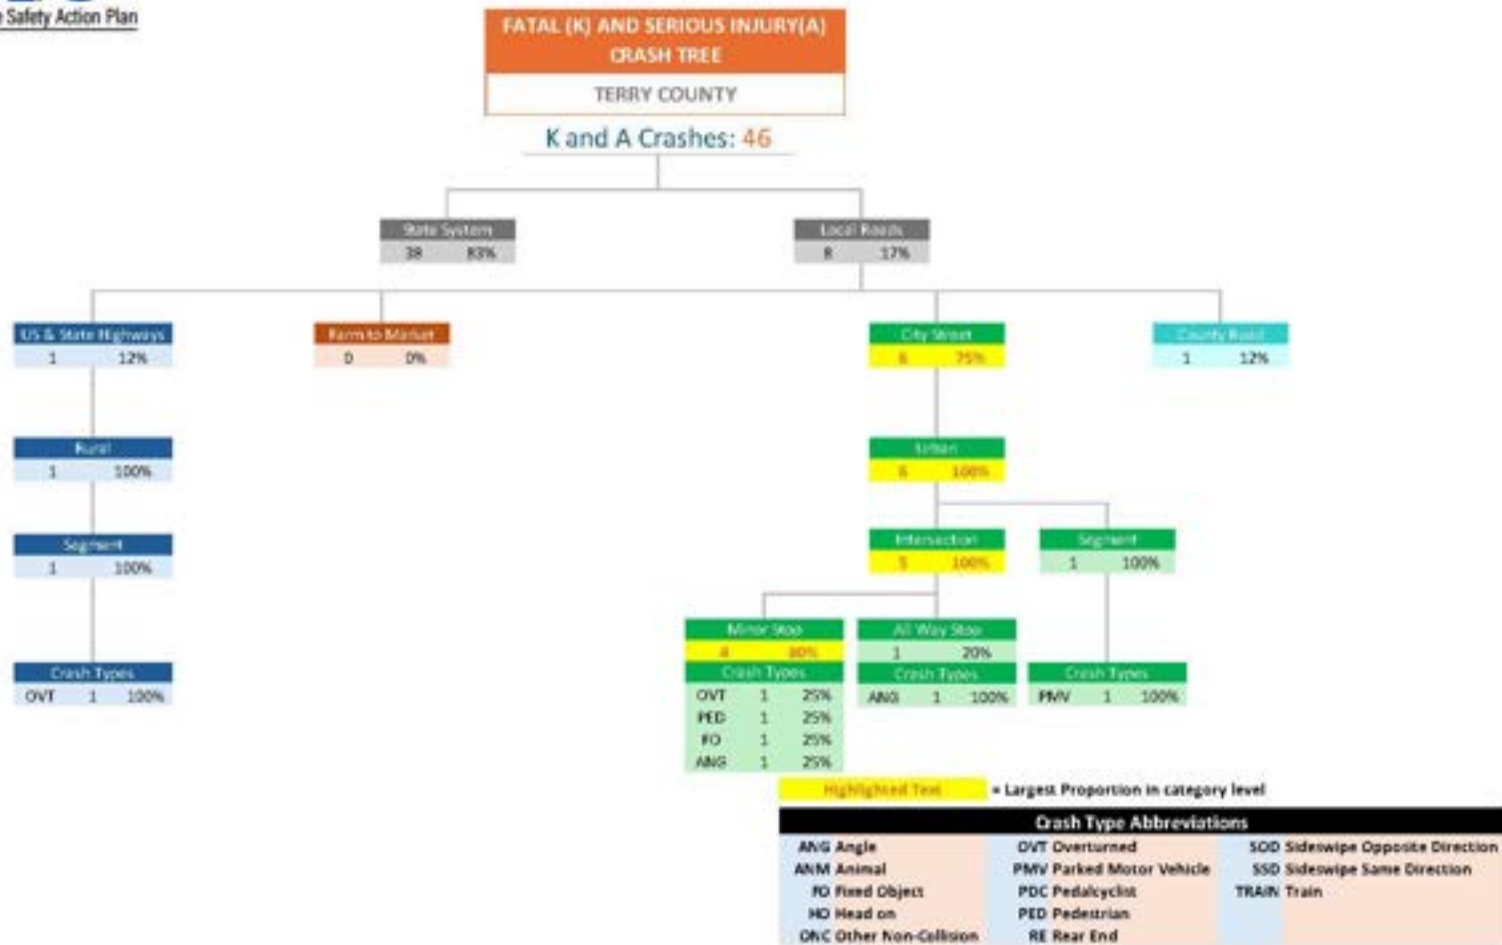 Safety Action Plan
FATAL (K) AND SERIOUS INJURY(A)
CRASH TREE
TERRY COUNTY
K and A Crashes: 46
State System
38 83%
Local Roads
8 17%
US & State Highways
1 12%
Farm to Market
0 0%
City Street
6 75%
County Road
1 12%
Rural
1 100%
Urban
6 100%
Segment
1 100%
Intersection
5 100%
Segment
1 100%
Minor Stop
4 80%
Crash Types
OVT 1 25%
PED 1 25%
FO 1 25%
ANG 1 25%
All Way Stop
1 20%
Crash Types
ANG 1 100%
Crash Types
PMV 1 100%
Crash Types
OVT 1 100%
Highlighted Text = Largest Proportion in category level
Crash Type Abbreviations
ANG Angle OVT Overturned SOD Sideswipe Opposite Direction
ANM Animal PMV Parked Motor Vehicle SSD Sideswipe Same Direction
FO Fixed Object PDC Pedalcyclist TRAIN Train
HO Head on PED Pedestrian
ONC Other Non-Collision RE Rear End